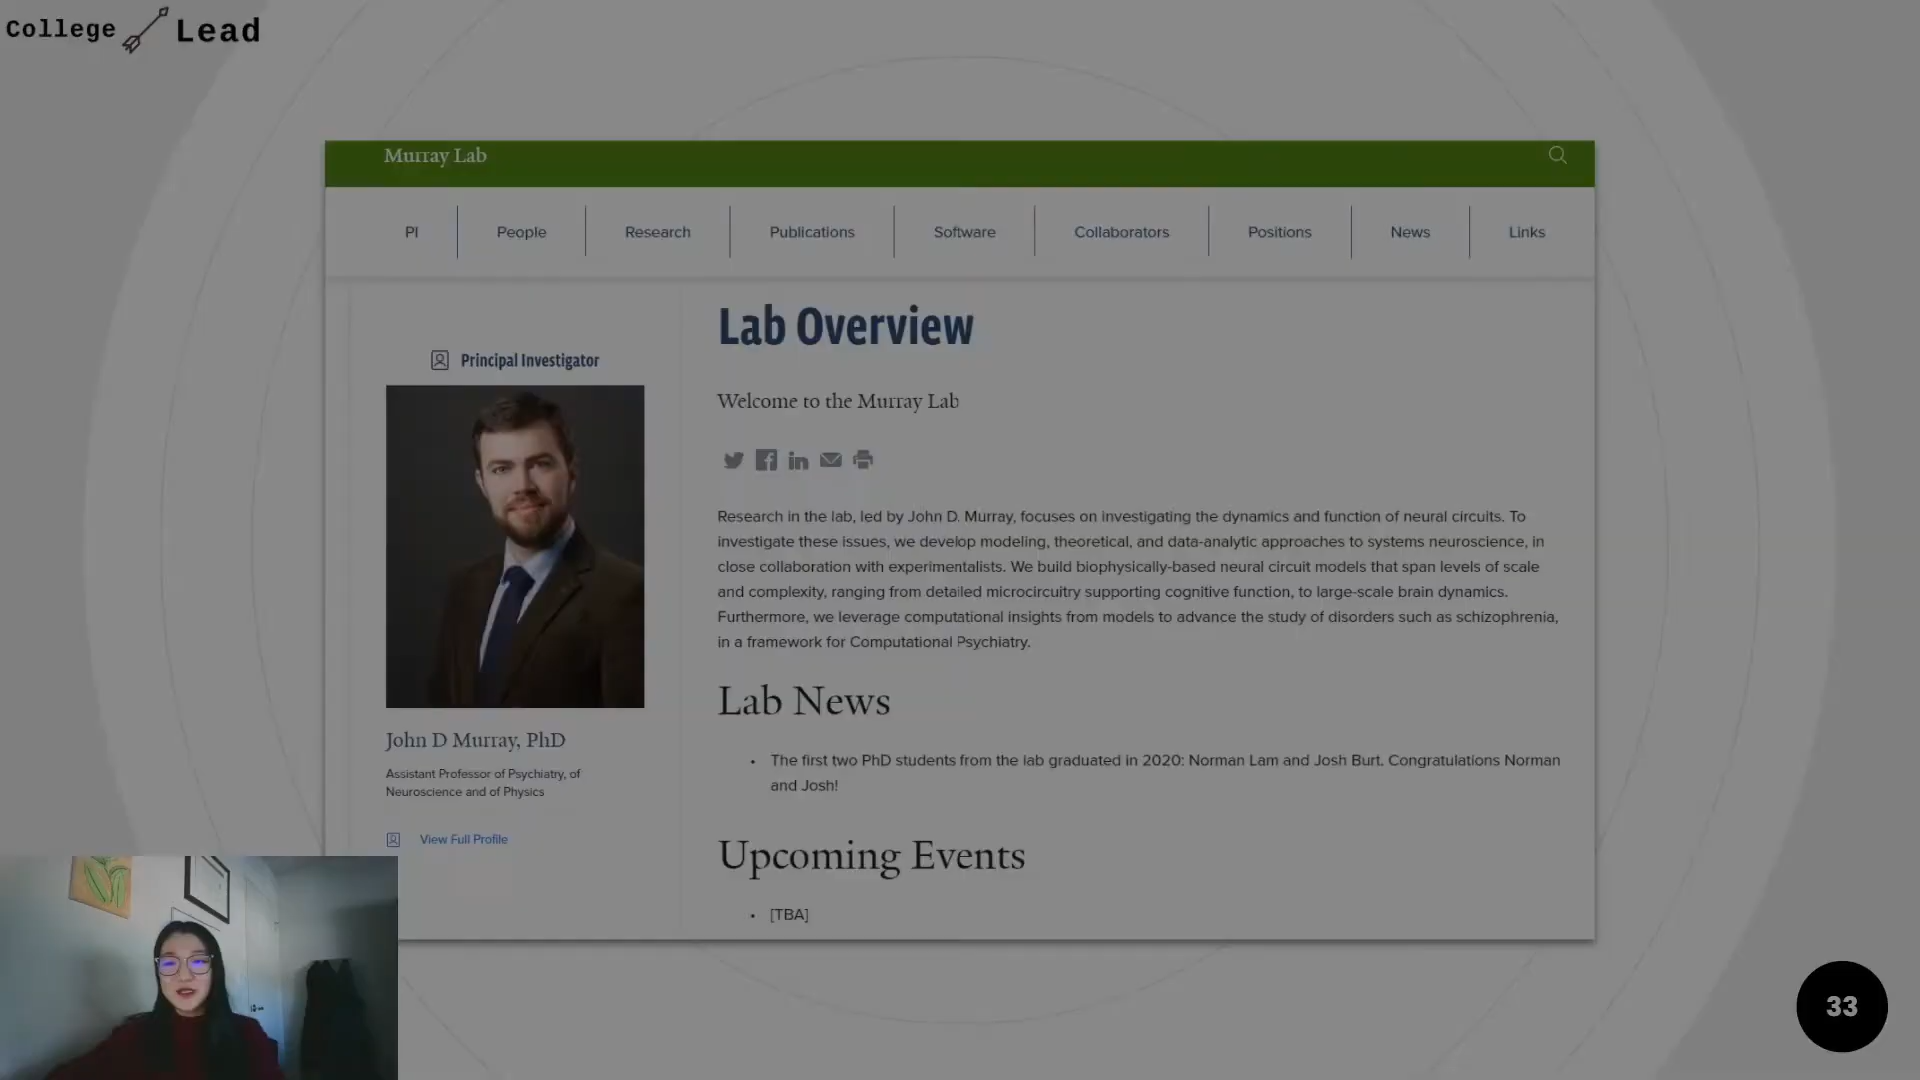 College Lead
Murray Lab
PI
People
Research
Publications
Software
Collaborators
Positions
News
Links
Principal Investigator
John D Murray, PhD
Assistant Professor of Psychiatry, of
Neuroscience and of Physics
View Full Profile
Lab Overview
Welcome to the Murray Lab
Research in the lab, led by John D. Murray, focuses on investigating the dynamics and function of neural circuits. To
investigate these issues, we develop modeling, theoretical, and data-analytic approaches to systems neuroscience, in
close collaboration with experimentalists. We build biophysically-based neural circuit models that span levels of scale
and complexity, ranging from detailed microcircuitry supporting cognitive function, to large-scale brain dynamics.
Furthermore, we leverage computational insights from models to advance the study of disorders such as schizophrenia,
in a framework for Computational Psychiatry.
Lab News
• The first two PhD students from the lab graduated in 2020: Norman Lam and Josh Burt. Congratulations Norman
and Josh!
Upcoming Events
• [TBA]
33